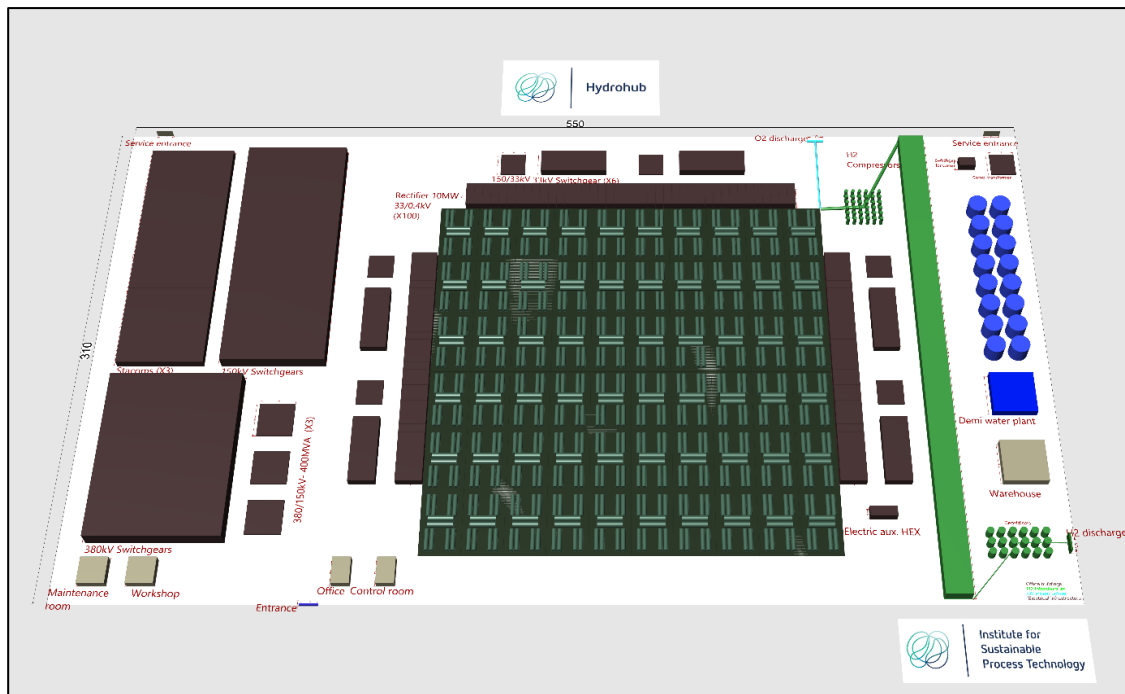 Hydrohub
550
Service entrance
O2 discharge
Service entrance
H2
Compressors
150/33kV
33kV Switchgear (X6)
Rectifier 10MW
33/0.4kV
(X100)
310
Stacoms (X3)
150kV Switchgears
380/150kV- 400MVA (X3)
Demi water plant
Warehouse
Electric aux. HEX
H2 discharge
380kV Switchgears
Maintenance
room
Workshop
Office
Control room
Entrance
Institute for
Sustainable
Process Technology